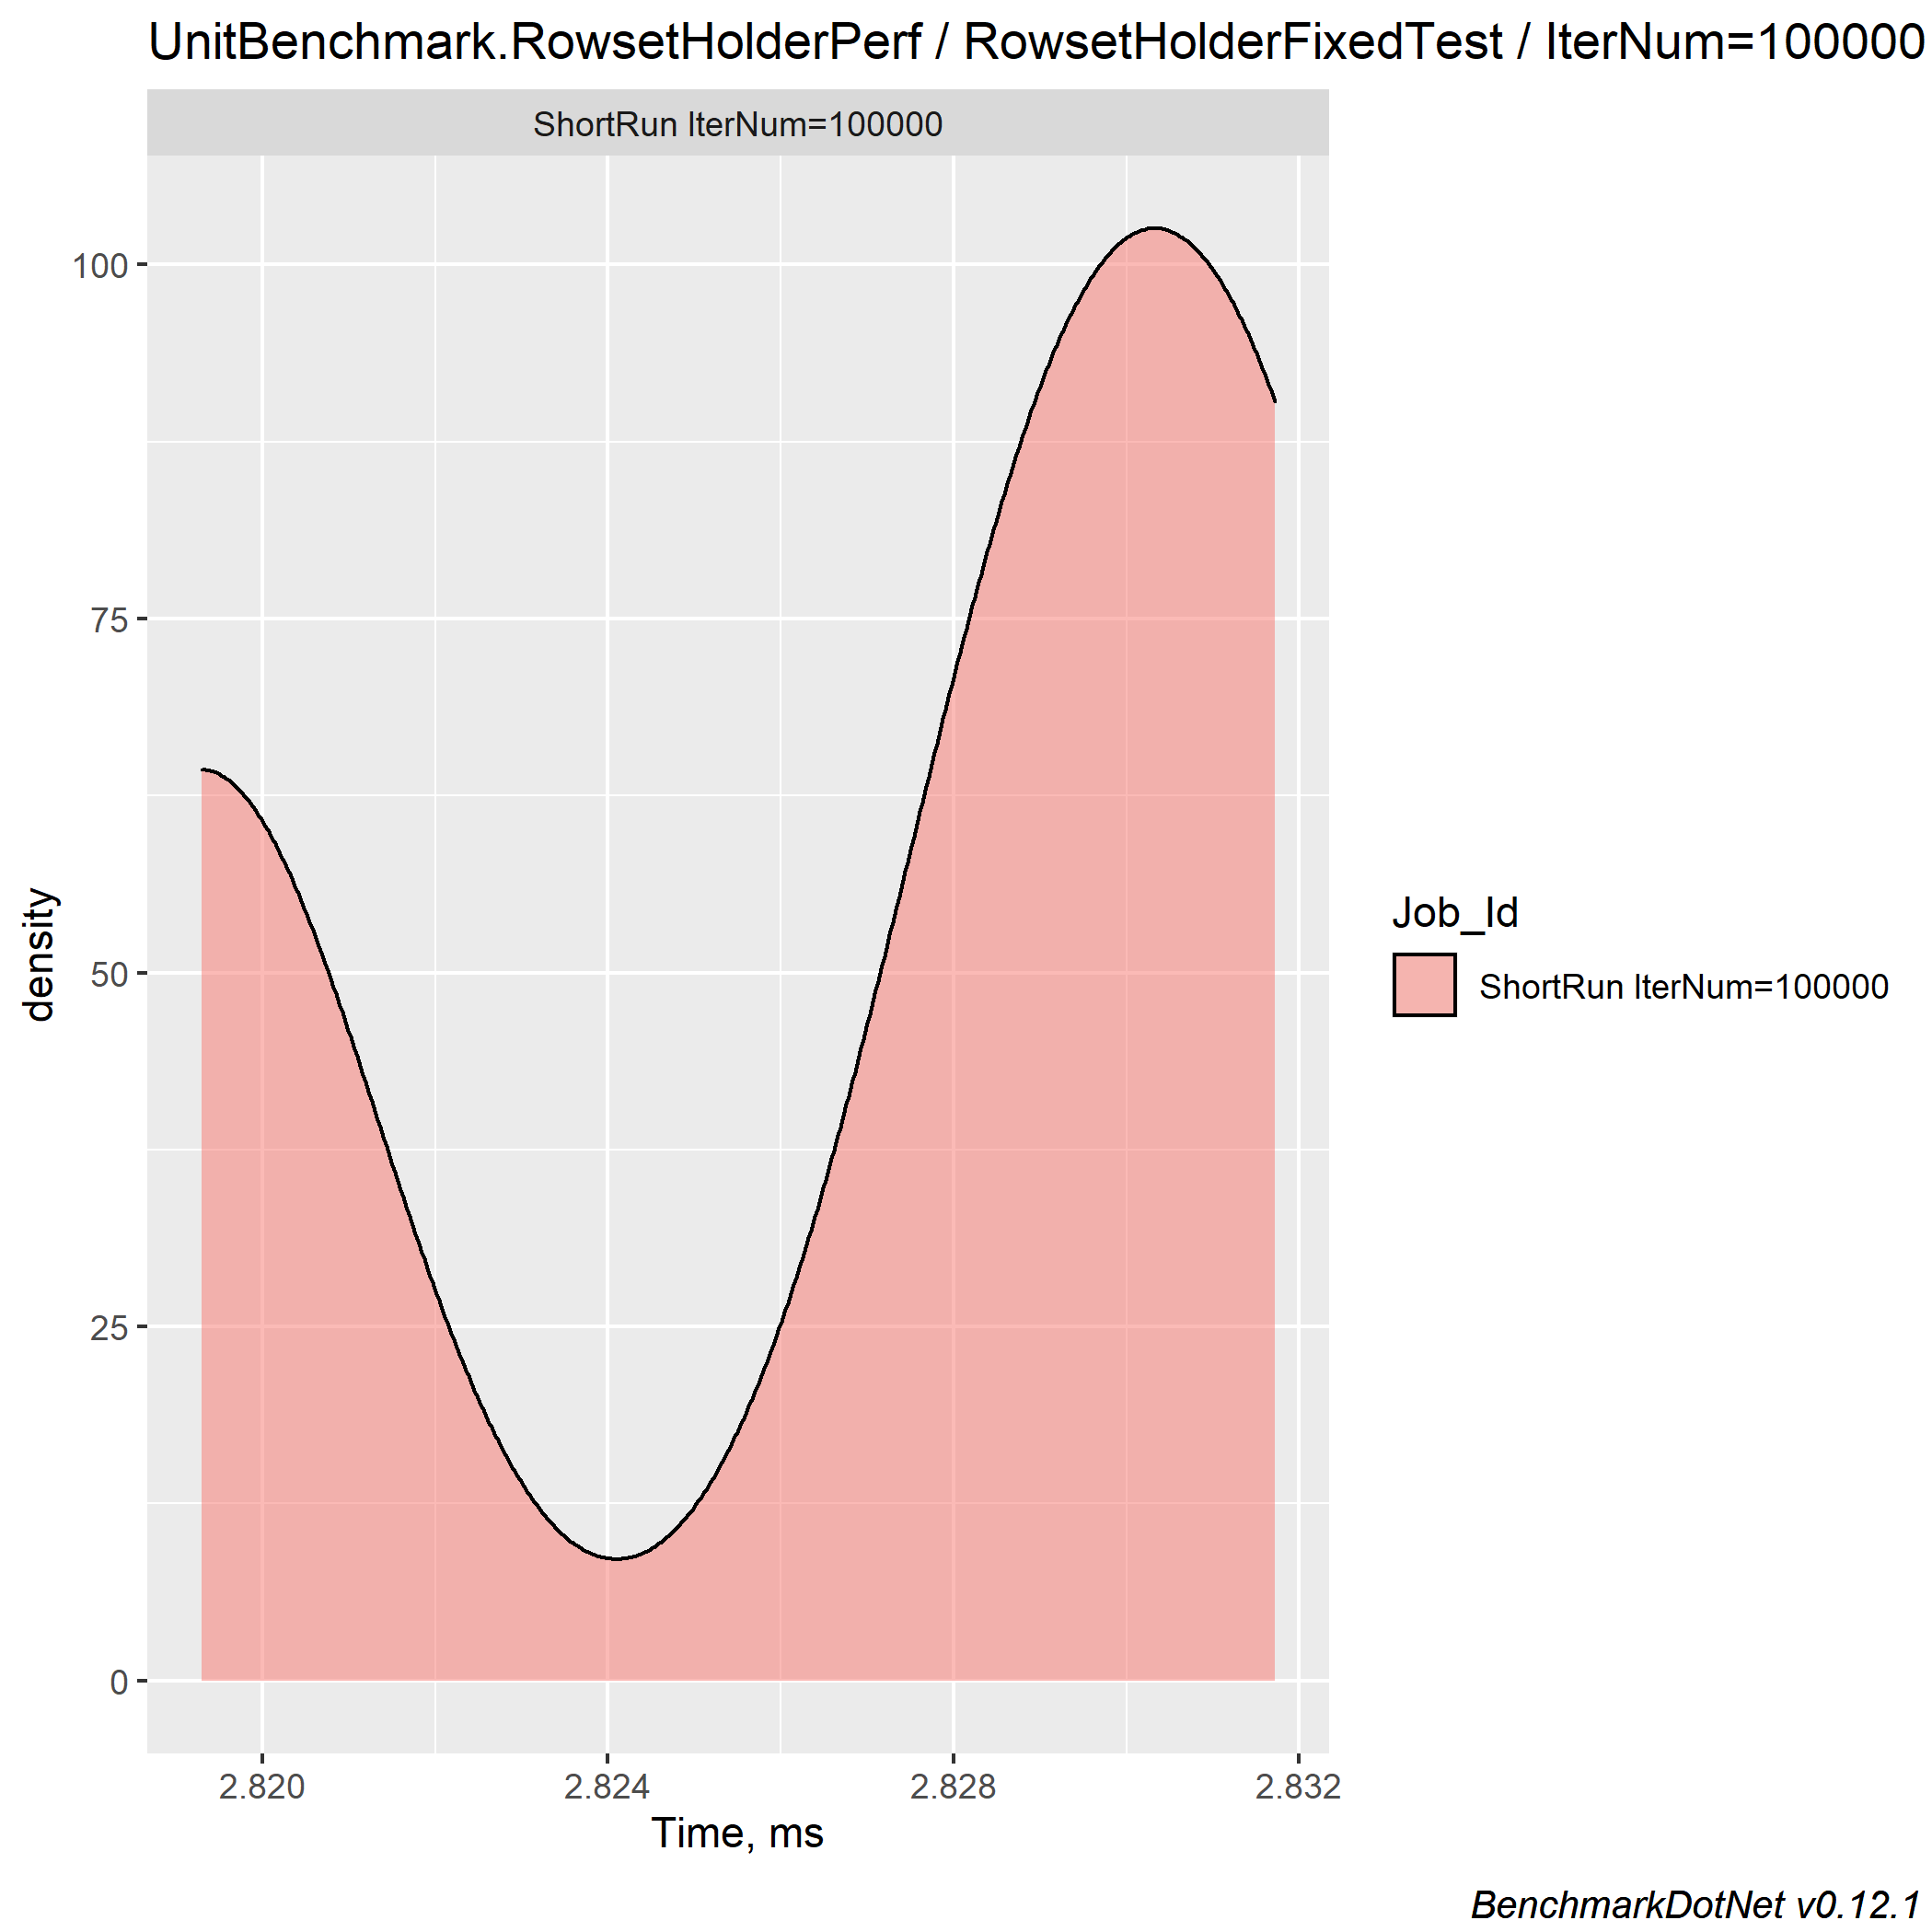 UnitBenchmark.RowsetHolderPerf / RowsetHolderFixedTest / IterNum=100000
ShortRun IterNum=100000
100
75
50
25
0
density
2.820
2.824
2.828
2.832
Time, ms
Job_Id
ShortRun IterNum=100000
BenchmarkDotNet v0.12.1